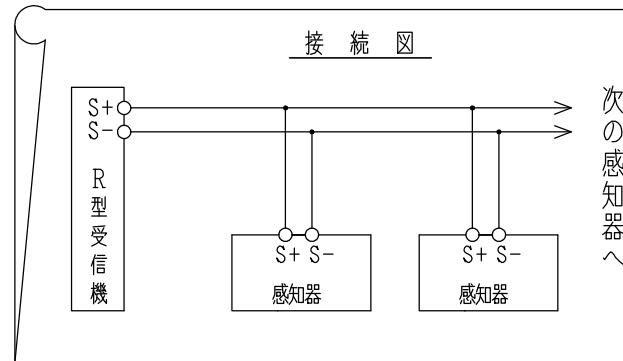 接続図
S+
S-
R型受信機
S+ S-
感知器
S+ S-
感知器
次の感知器へ